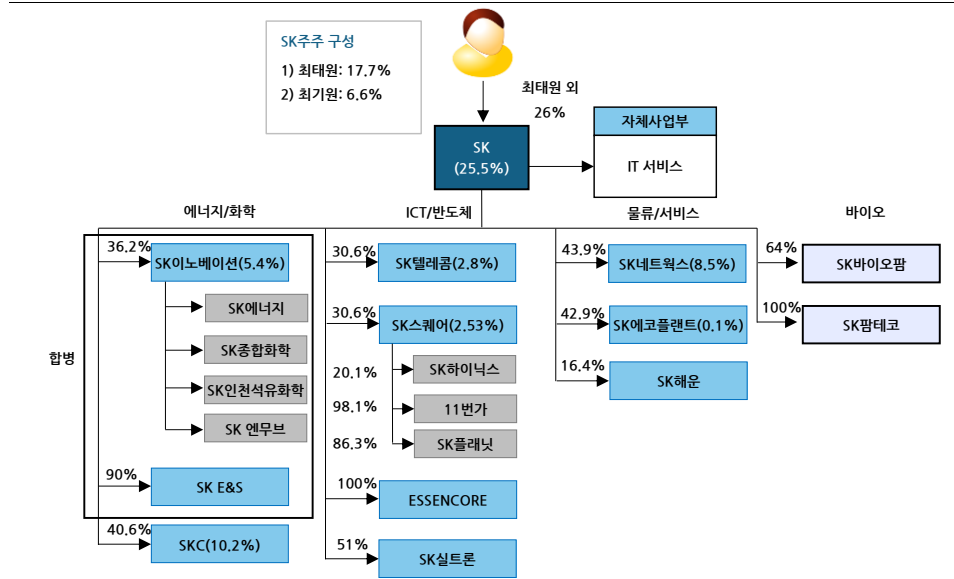 SK주주 구성
1) 최태원: 17.7%
2) 최기원: 6.6%
최태원 외
26%
SK
(25.5%)
자체사업부
IT 서비스
에너지/화학
ICT/반도체
물류/서비스
바이오
36.2%
SK이노베이션(5.4%)
SK에너지
SK종합화학
SK인천석유화학
SK 엔무브
합병
90%
SK E&S
40.6%
SKC(10.2%)
30.6%
SK텔레콤(2.8%)
30.6%
SK스퀘어(2.53%)
20.1%
SK하이닉스
98.1%
11번가
86.3%
SK플래닛
100%
ESSENCORE
51%
SK실트론
43.9%
SK네트웍스(8.5%)
42.9%
SK에코플랜트(0.1%)
16.4%
SK해운
64%
SK바이오팜
100%
SK팜테코